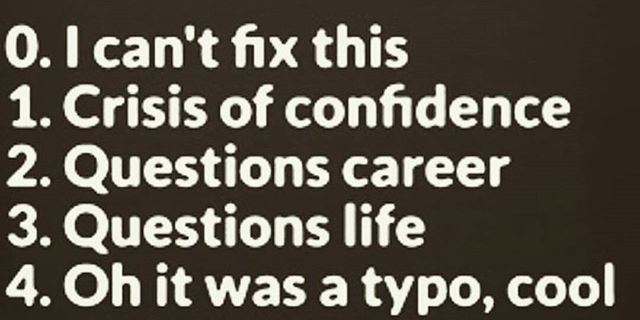 0. I can't fix this
1. Crisis of confidence
2. Questions career
3. Questions life
4. Oh it was a typo, cool